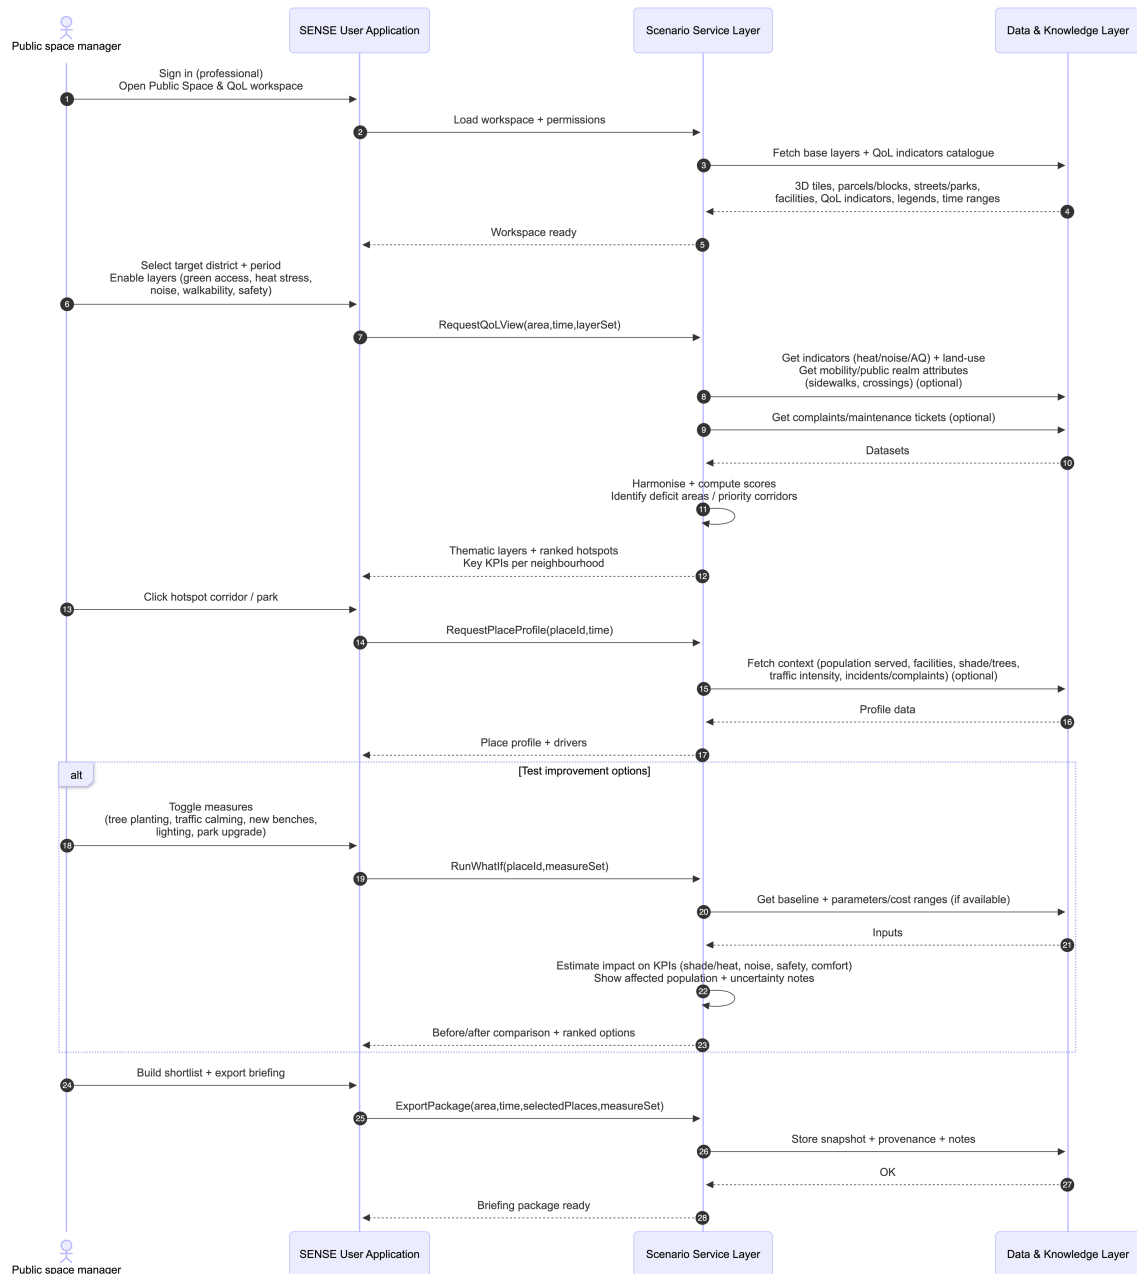 Public space manager
SENSE User Application
Scenario Service Layer
Data & Knowledge Layer
Sign in (professional)
Open Public Space & QoL workspace
1
Load workspace + permissions
2
Fetch base layers + QoL indicators catalogue
3
3D tiles, parcels/blocks, streets/parks,
facilities, QoL indicators, legends, time ranges
4
Workspace ready
5
Select target district + period
Enable layers (green access, heat stress,
noise, walkability, safety)
6
RequestQoLView(area,time,layerSet)
7
Get indicators (heat/noise/AQ) + land-use
Get mobility/public realm attributes
(sidewalks, crossings) (optional)
8
Get complaints/maintenance tickets (optional)
9
Datasets
10
Harmonise + compute scores
Identify deficit areas / priority corridors
11
Thematic layers + ranked hotspots
Key KPIs per neighbourhood
12
Click hotspot corridor / park
13
RequestPlaceProfile(placeId,time)
14
Fetch context (population served, facilities, shade/trees,
traffic intensity, incidents/complaints) (optional)
15
Profile data
16
Place profile + drivers
17
alt
[Test improvement options]
Toggle measures
(tree planting, traffic calming, new benches,
lighting, park upgrade)
18
RunWhatIf(placeId,measureSet)
19
Get baseline + parameters/cost ranges (if available)
20
Inputs
21
Estimate impact on KPIs (shade/heat, noise, safety, comfort)
Show affected population + uncertainty notes
22
Before/after comparison + ranked options
23
Build shortlist + export briefing
24
ExportPackage(area,time,selectedPlaces,measureSet)
25
Store snapshot + provenance + notes
26
OK
27
Briefing package ready
28
Public space manager
SENSE User Application
Scenario Service Layer
Data & Knowledge Layer